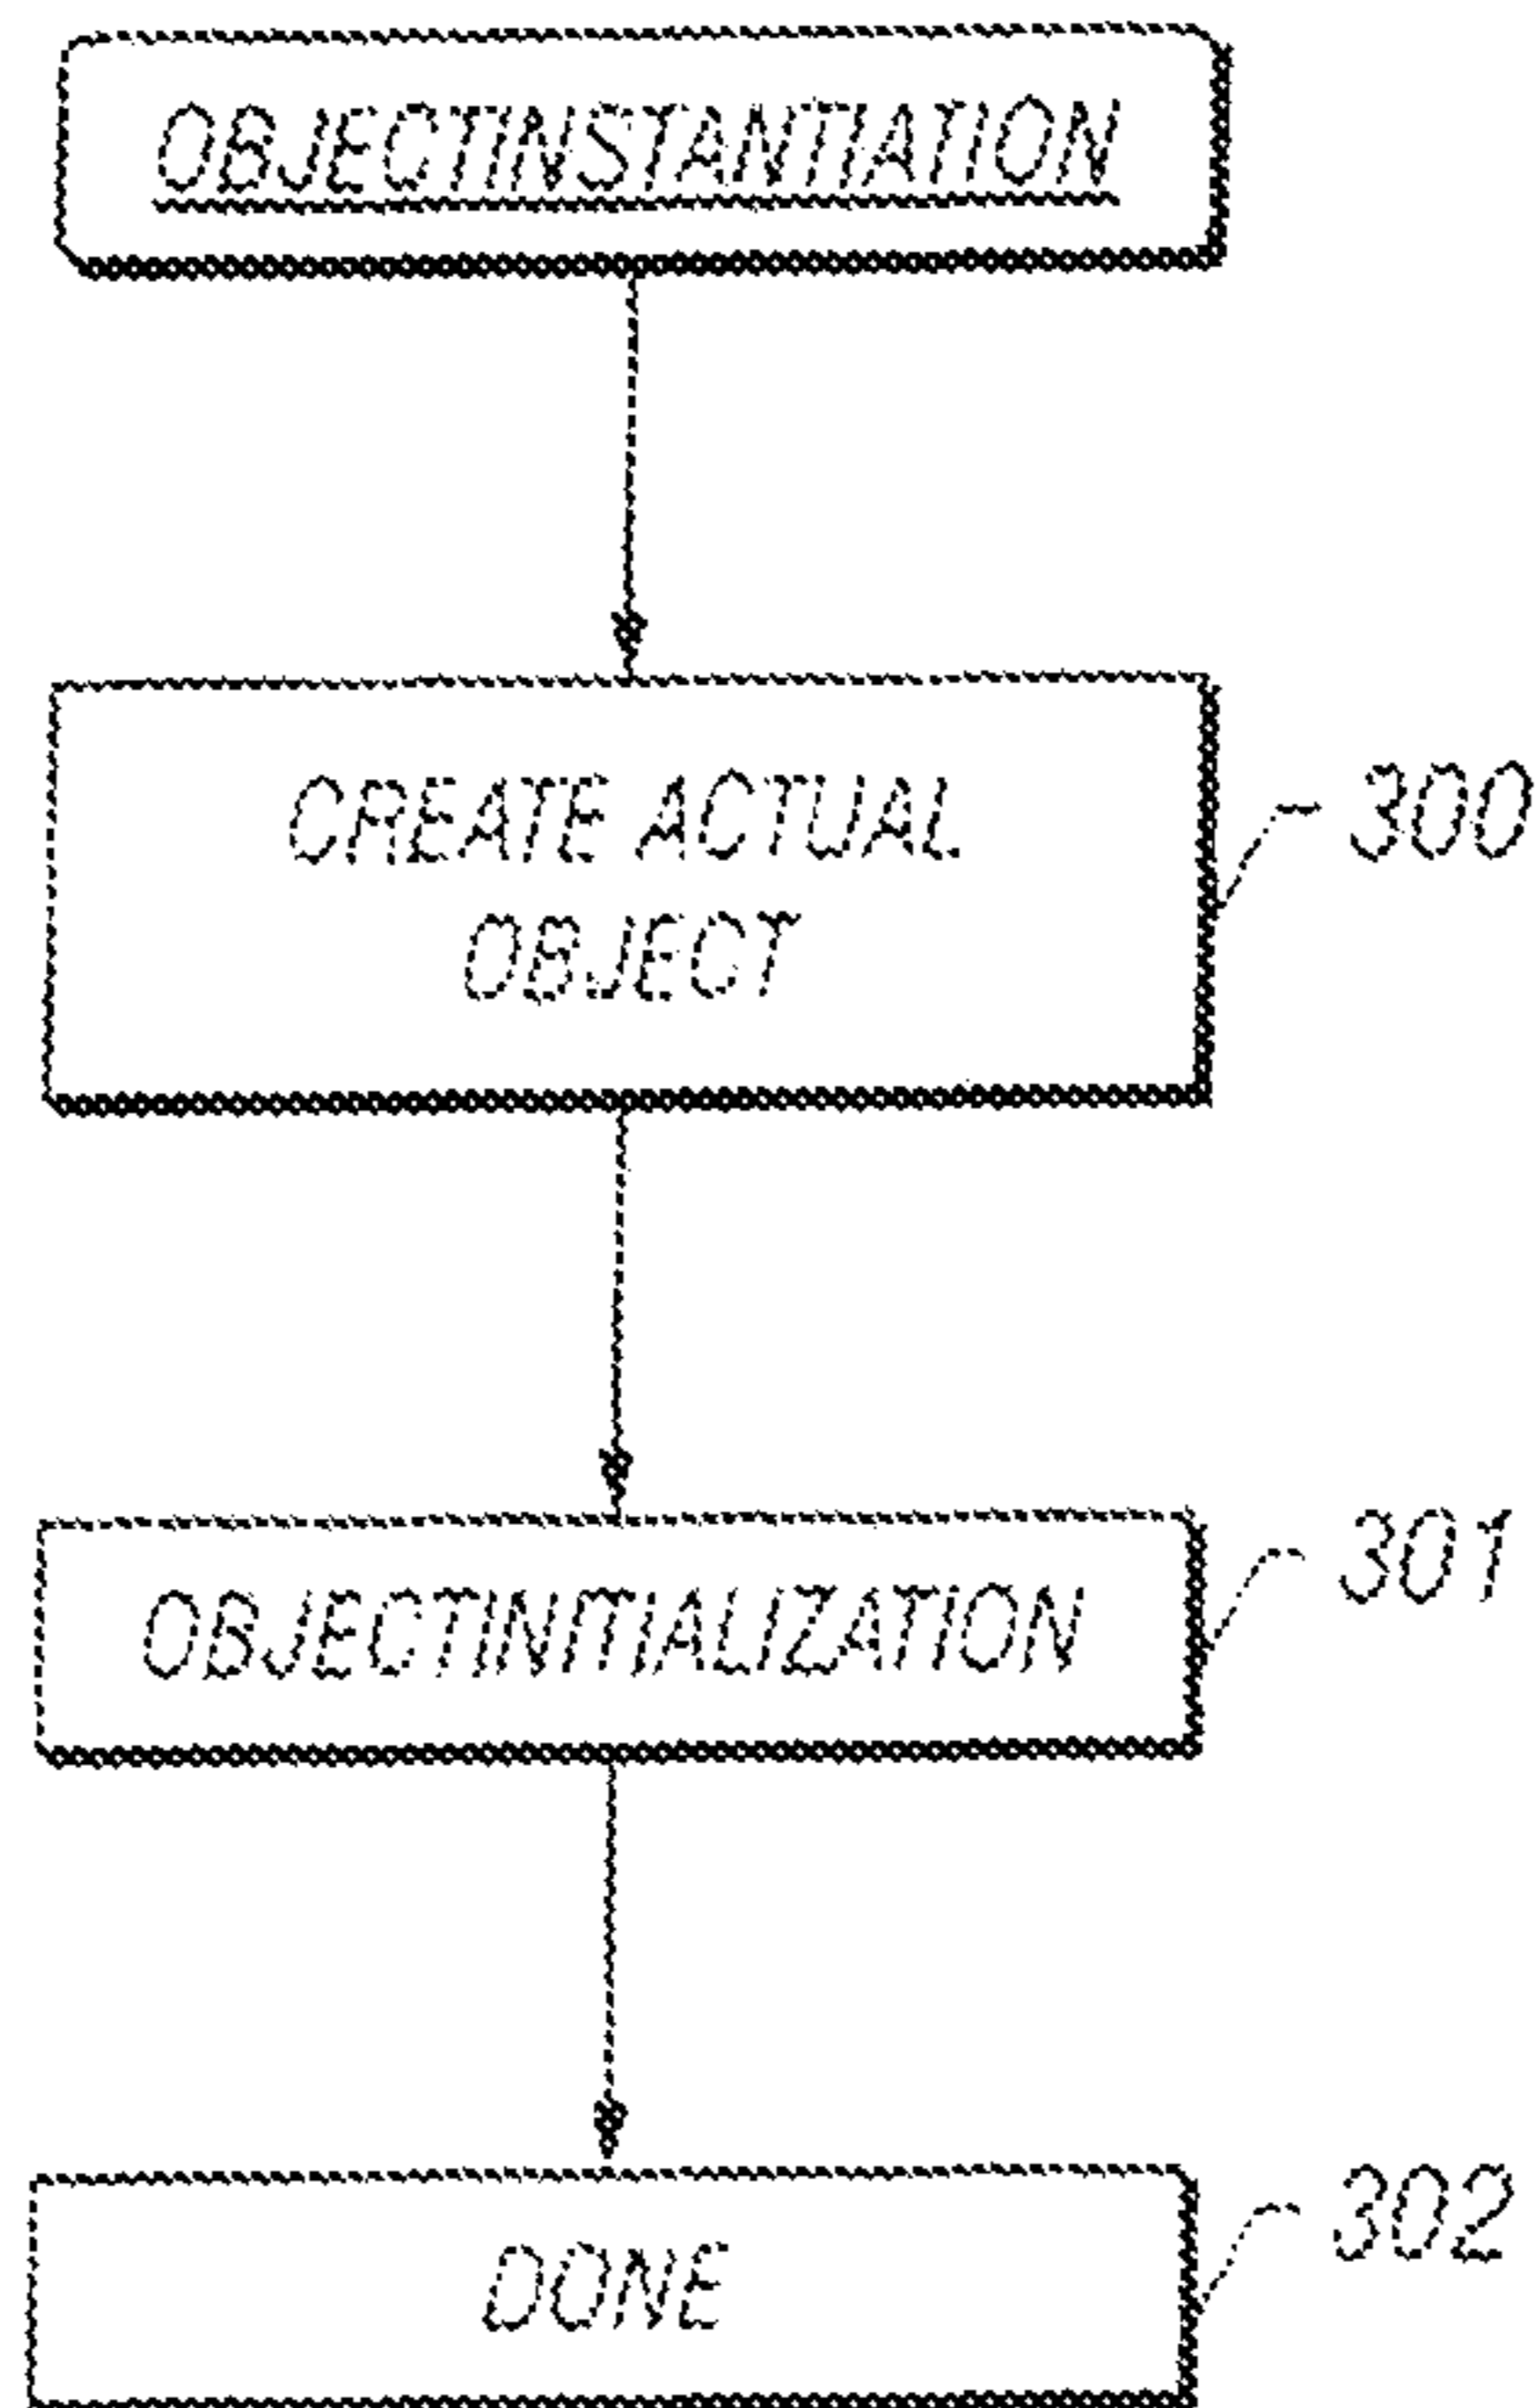 OBJECTINSTANTIATION
CREATE ACTUAL
OBJECT
300
OBJECTINITIALIZATION
301
DONE
302